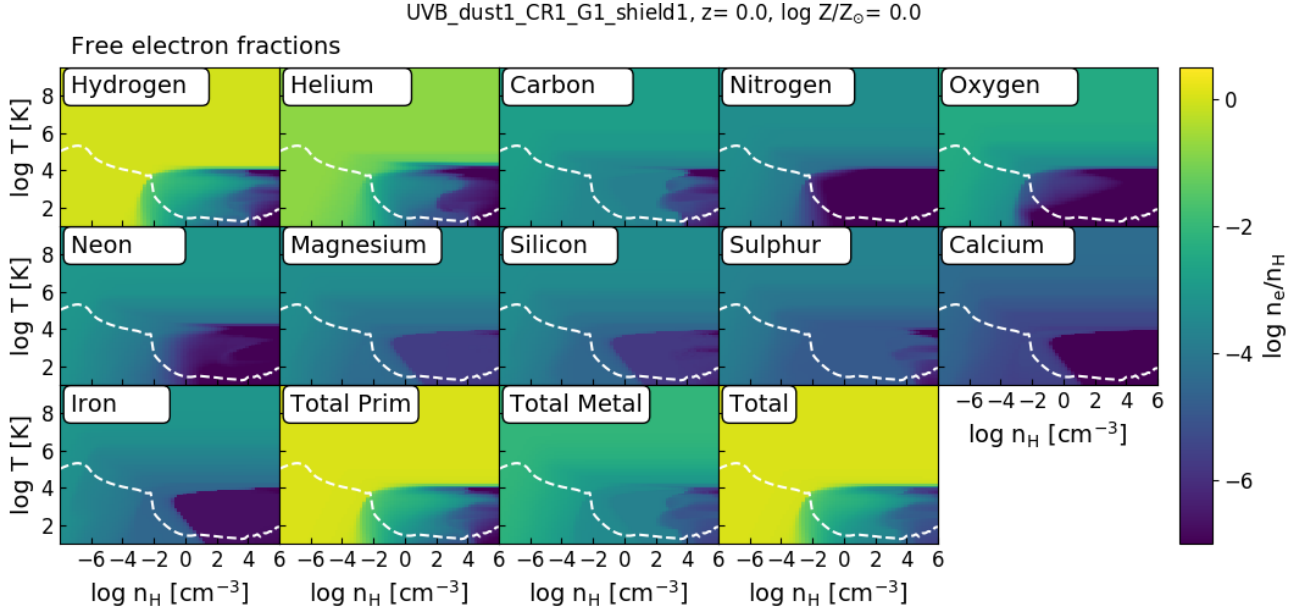 UVB_dust1_CR1_G1_shield1, z= 0.0, log Z/Z⊙= 0.0
Free electron fractions
Hydrogen Helium Carbon Nitrogen Oxygen
8
6
4
2
log T [K]
Neon Magnesium Silicon Sulphur Calcium
8
6
4
2
log T [K]
Iron Total Prim Total Metal Total
8
6
4
2
log T [K]
−6 −4 −2 0 2 4 6
log n_H [cm⁻³]
−6 −4 −2 0 2 4 6
log n_H [cm⁻³]
−6 −4 −2 0 2 4 6
log n_H [cm⁻³]
−6 −4 −2 0 2 4 6
log n_H [cm⁻³]
−6 −4 −2 0 2 4 6
log n_H [cm⁻³]
0
−2
−4
−6
log n_e/n_H